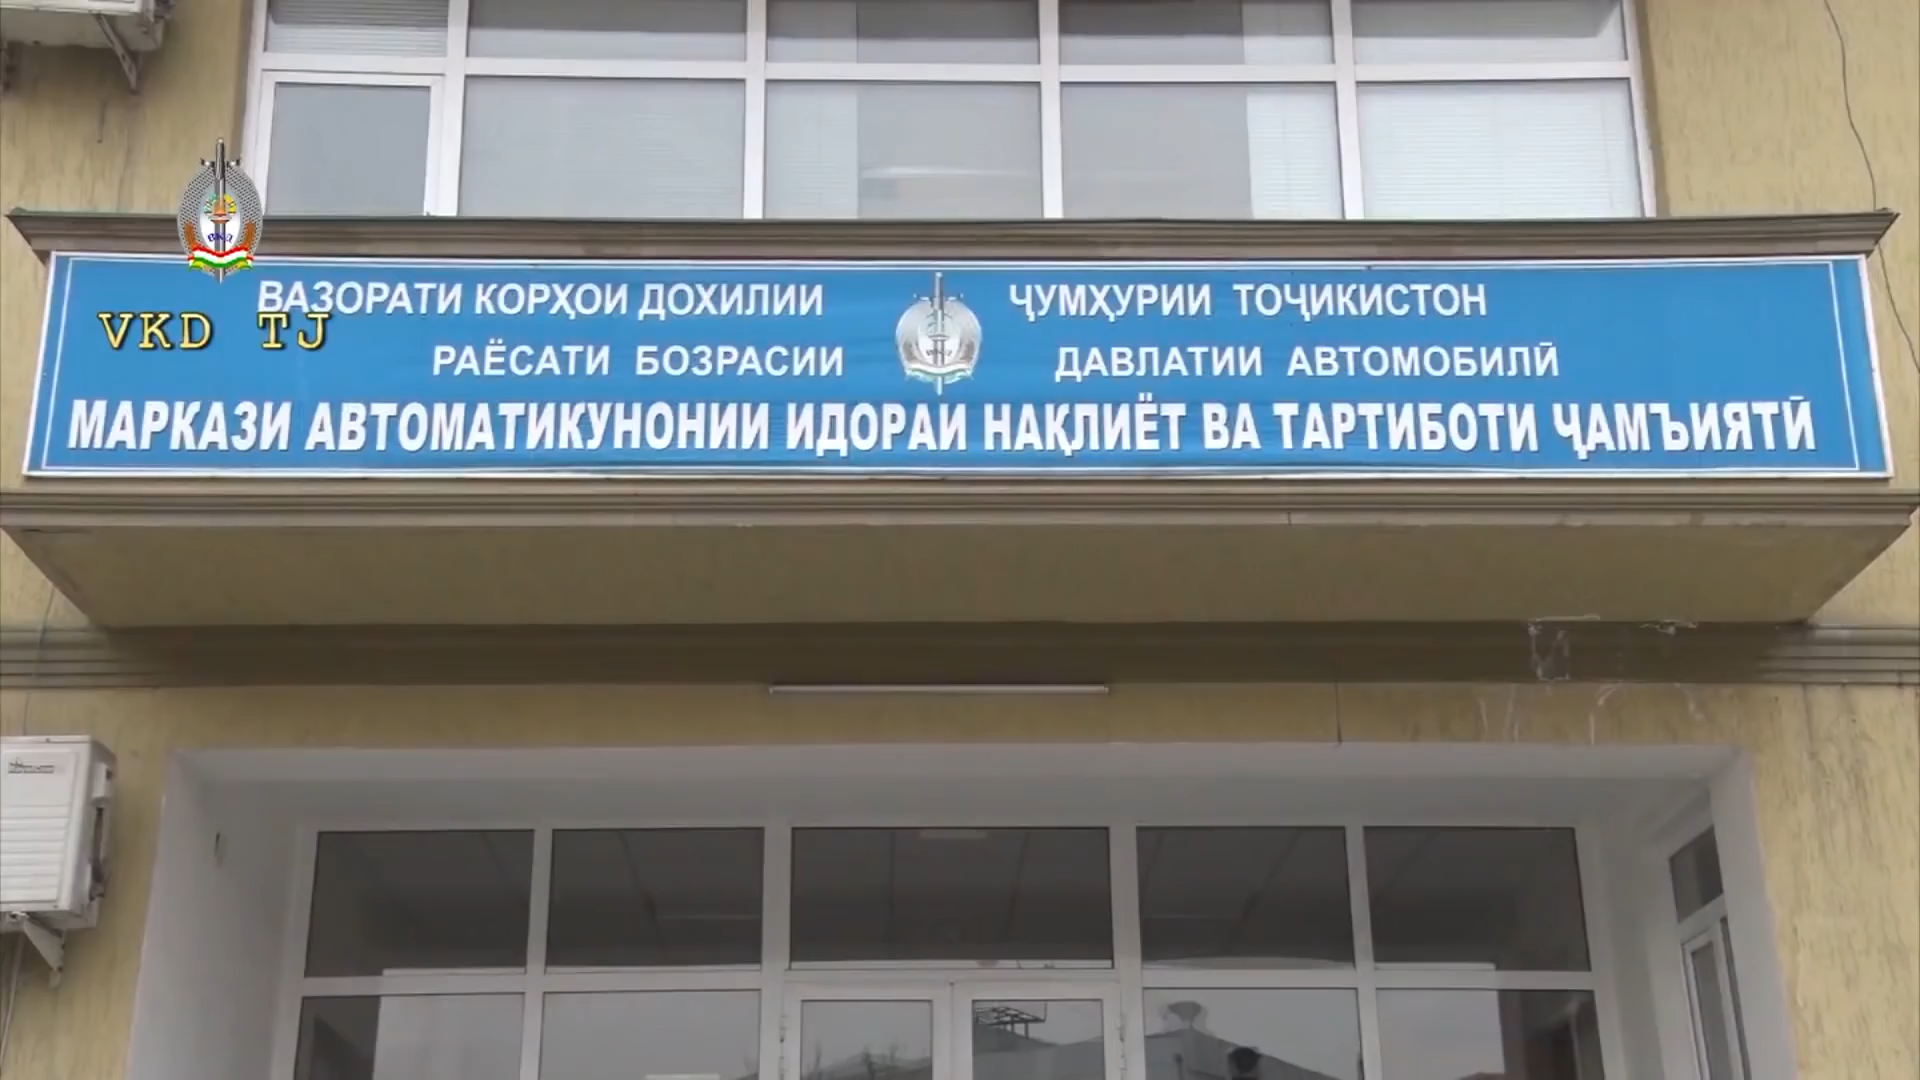 ВАЗОРАТИ КОРҲОИ ДОХИЛИИ ҶУМҲУРИИ ТОҶИКИСТОН
VKD TJ
РАЁСАТИ БОЗРАСИИ ДАВЛАТИИ АВТОМОБИЛӢ
МАРКАЗИ АВТОМАТИКУНОНИИ ИДОРАИ НАҚЛИЁТ ВА ТАРТИБОТИ ҶАМЪИЯТӢ